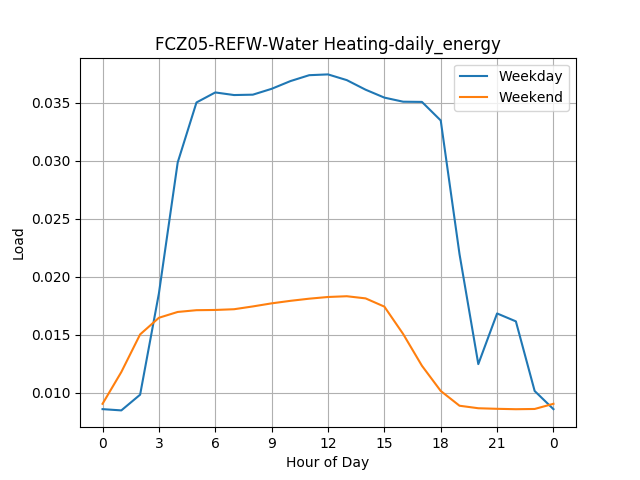 FCZ05-REFW-Water Heating-daily_energy
Weekday
Weekend
Load
0.035
0.030
0.025
0.020
0.015
0.010
0 3 6 9 12 15 18 21 0
Hour of Day